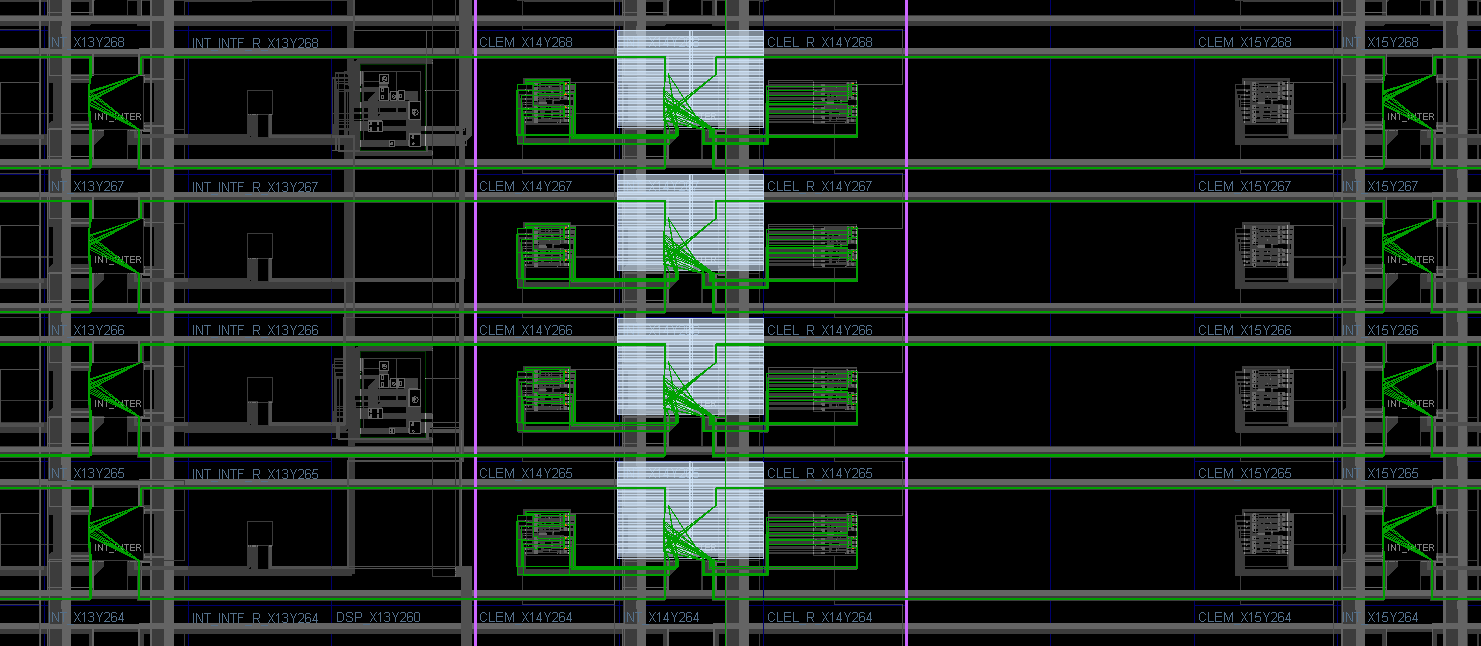 INT X13Y268 INT INTF R X13Y268 CLEM X14Y268 CLEL R X14Y268 CLEM X15Y268 INT X15Y268
INT_INTER INT_INTER
INT X13Y267 INT INTF R X13Y267 CLEM X14Y267 CLEL R X14Y267 CLEM X15Y267 INT X15Y267
INT_INTER INT_INTER
INT X13Y266 INT INTF R X13Y266 CLEM X14Y266 CLEL R X14Y266 CLEM X15Y266 INT X15Y266
INT_INTER INT_INTER
INT X13Y265 INT INTF R X13Y265 CLEM X14Y265 CLEL R X14Y265 CLEM X15Y265 INT X15Y265
INT_INTER INT_INTER
INT X13Y264 INT INTF R X13Y264 DSP X13Y260 CLEM X14Y264 INT X14Y264 CLEL R X14Y264 CLEM X15Y264 INT X15Y264